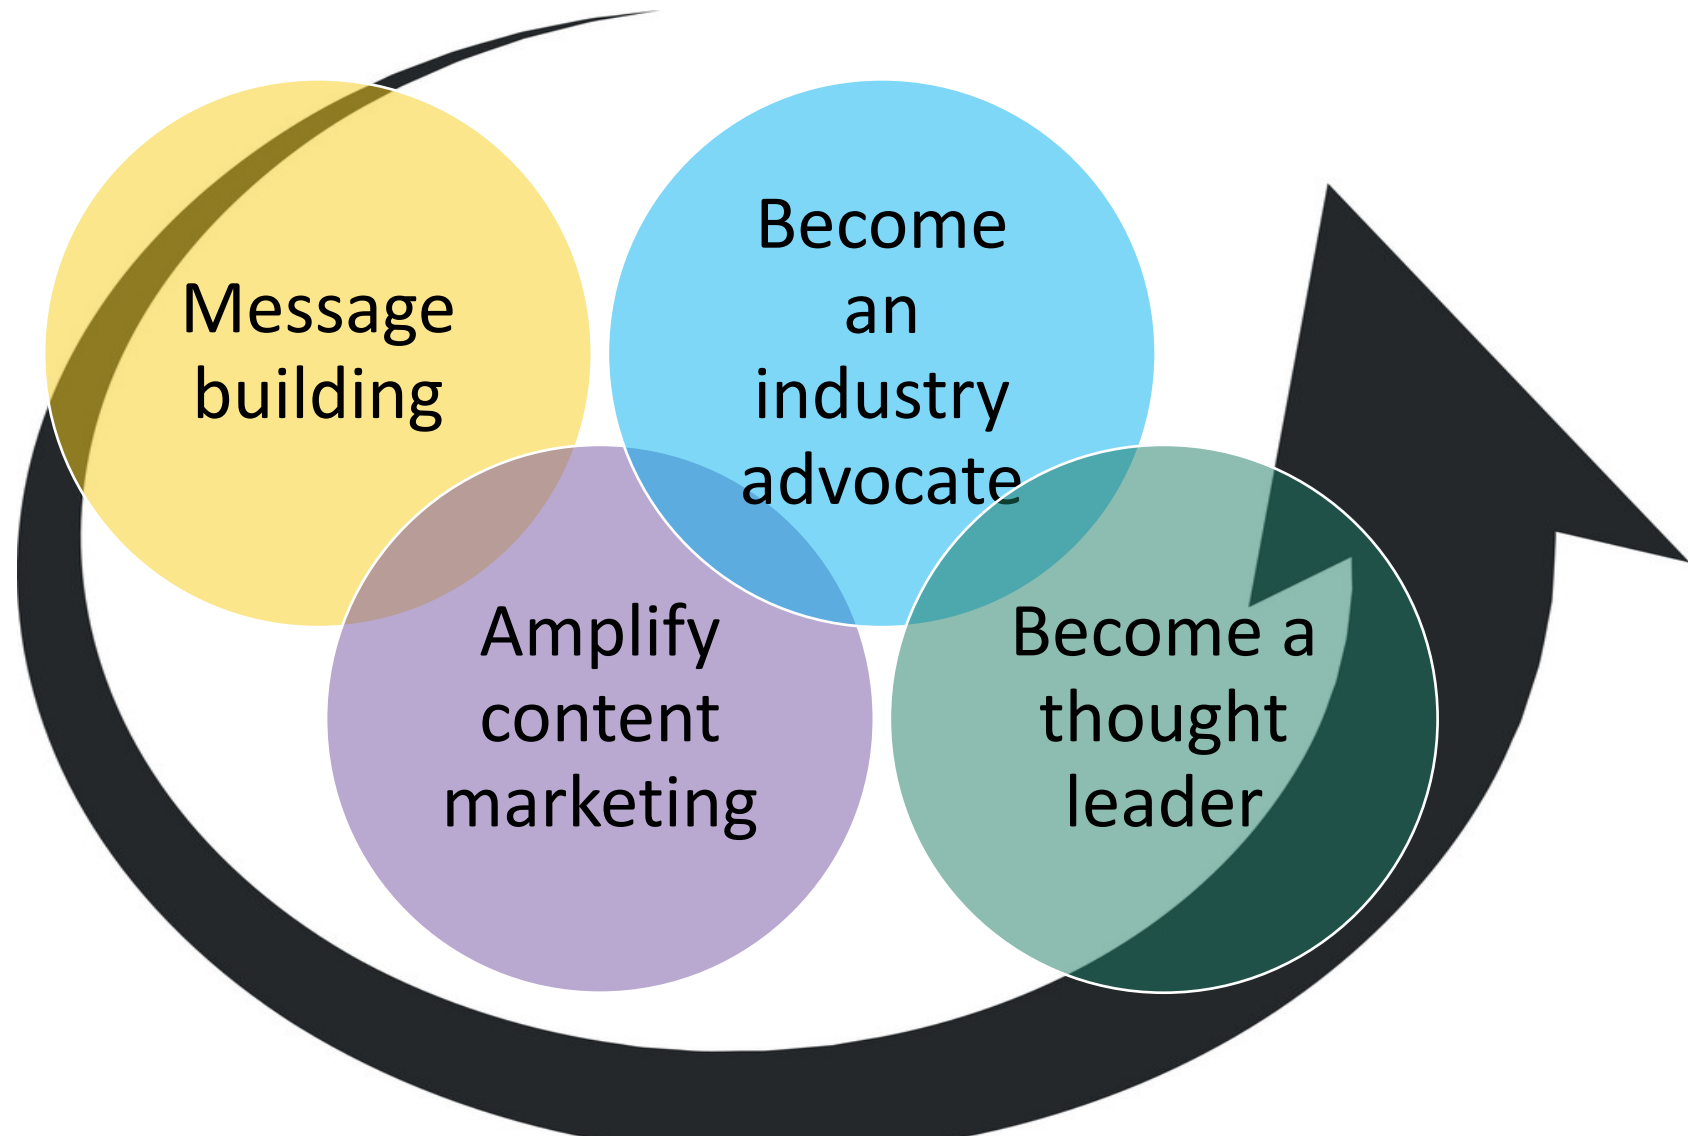 Message
building
Become
an
industry
advocate
Amplify
content
marketing
Become a
thought
leader